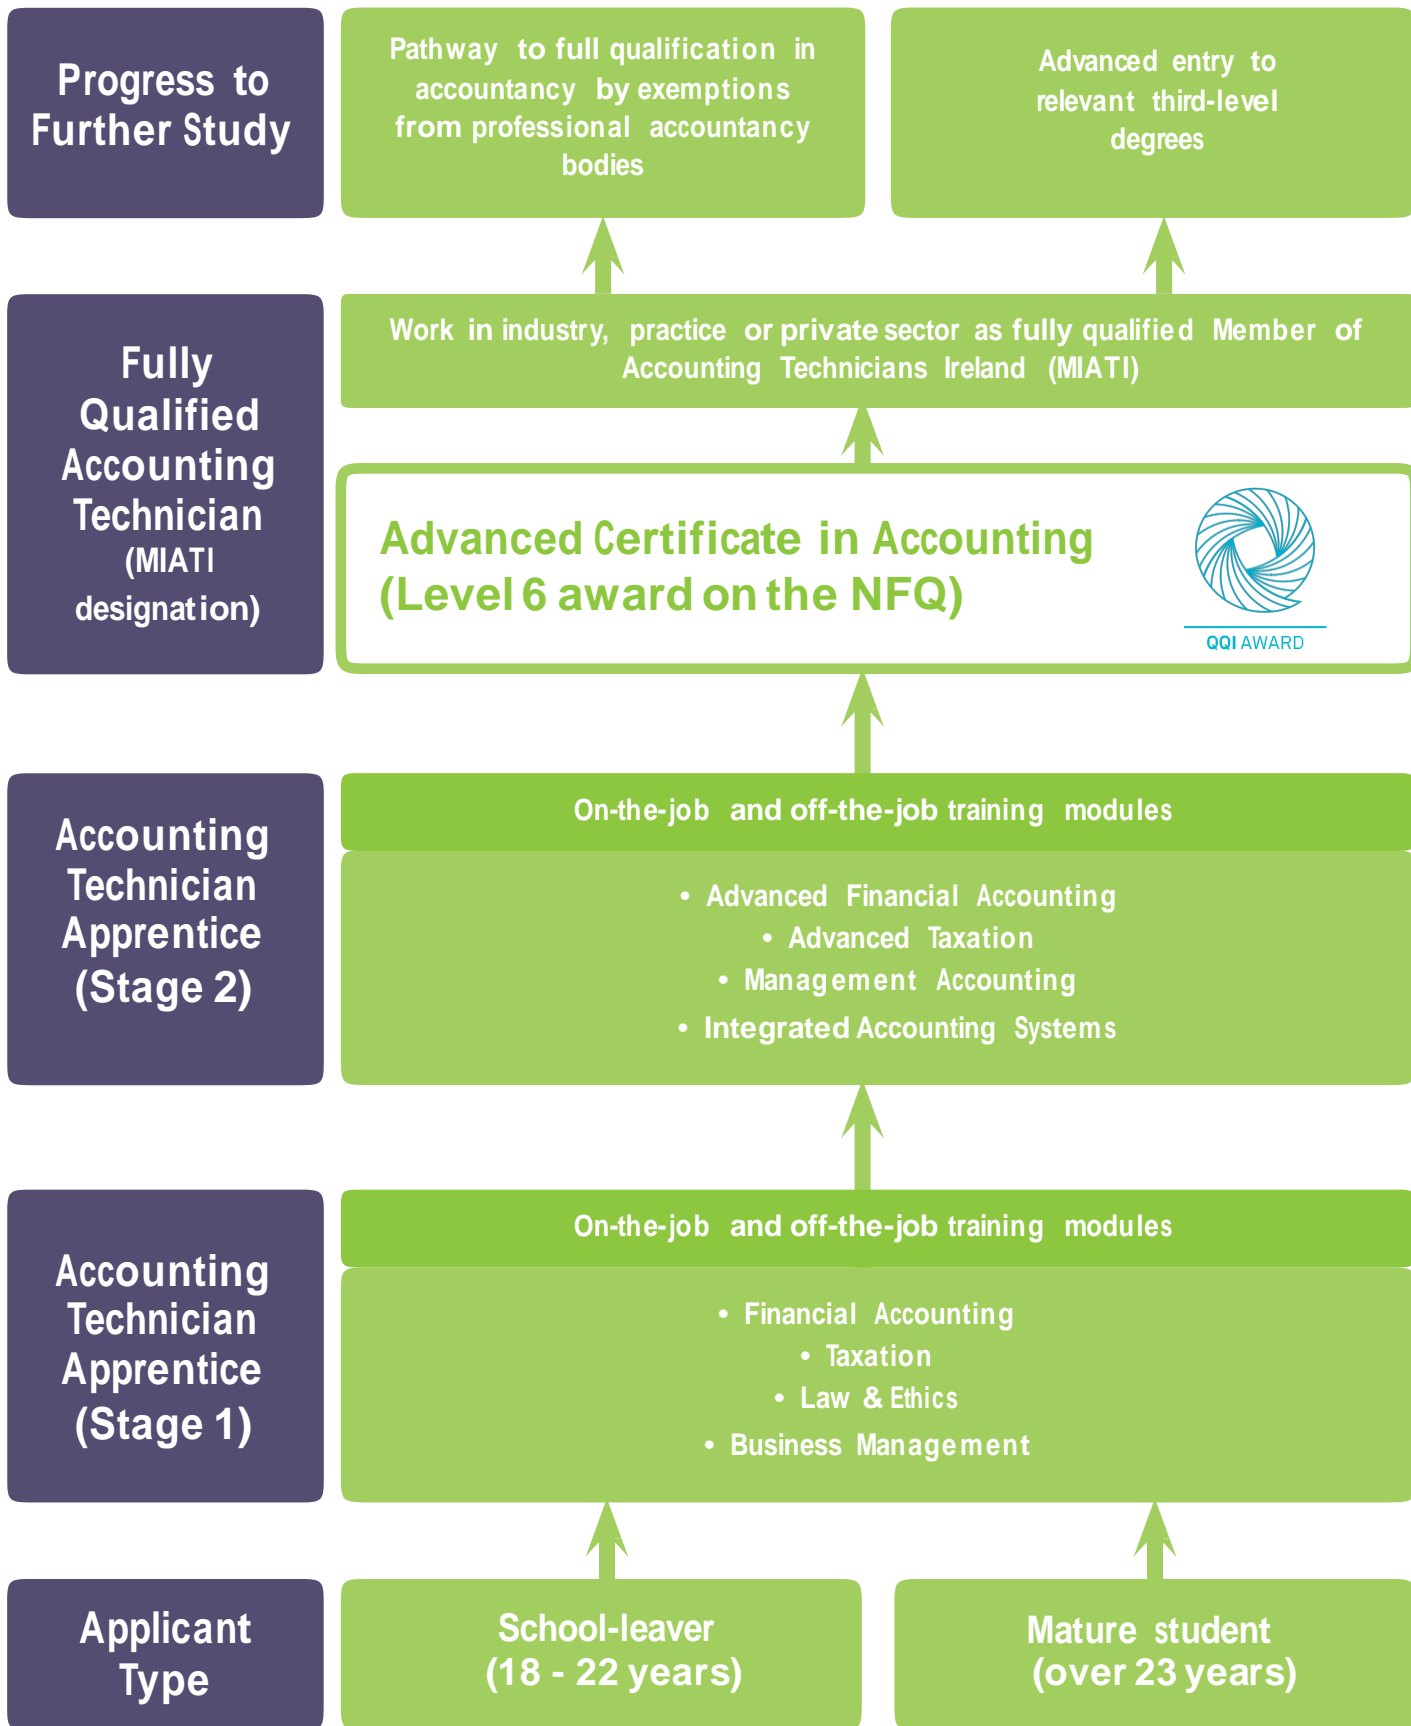 Progress to
Further Study
Pathway to full qualification in
accountancy by exemptions
from professional accountancy
bodies
Advanced entry to
relevant third-level
degrees
Fully
Qualified
Accounting
Technician
(MIATI
designation)
Work in industry, practice or private sector as fully qualified Member of
Accounting Technicians Ireland (MIATI)
Advanced Certificate in Accounting
(Level 6 award on the NFQ)
QQI AWARD
Accounting
Technician
Apprentice
(Stage 2)
On-the-job and off-the-job training modules
• Advanced Financial Accounting
• Advanced Taxation
• Management Accounting
• Integrated Accounting Systems
Accounting
Technician
Apprentice
(Stage 1)
On-the-job and off-the-job training modules
• Financial Accounting
• Taxation
• Law & Ethics
• Business Management
Applicant
Type
School-leaver
(18 - 22 years)
Mature student
(over 23 years)